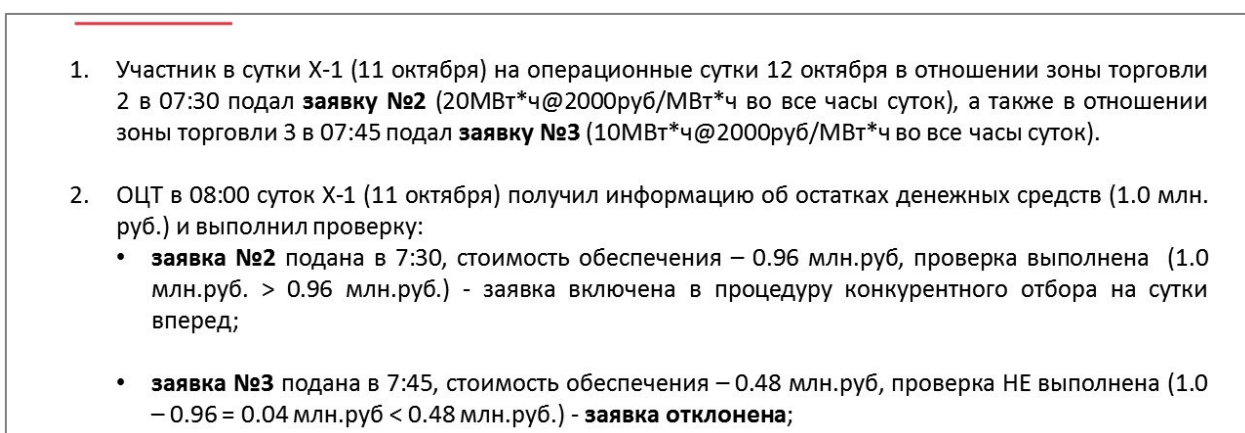 1. Участник в сутки X-1 (11 октября) на операционные сутки 12 октября в отношении зоны торговли
2 в 07:30 подал заявку №2 (20МВт*ч@2000руб/МВт*ч во все часы суток), а также в отношении
зоны торговли 3 в 07:45 подал заявку №3 (10МВт*ч@2000руб/МВт*ч во все часы суток).
2. ОЦТ в 08:00 суток X-1 (11 октября) получил информацию об остатках денежных средств (1.0 млн.
руб.) и выполнил проверку:
• заявка №2 подана в 7:30, стоимость обеспечения – 0.96 млн.руб, проверка выполнена (1.0
млн.руб. > 0.96 млн.руб.) - заявка включена в процедуру конкурентного отбора на сутки
вперед;
• заявка №3 подана в 7:45, стоимость обеспечения – 0.48 млн.руб, проверка НЕ выполнена (1.0
– 0.96 = 0.04 млн.руб < 0.48 млн.руб.) - заявка отклонена;